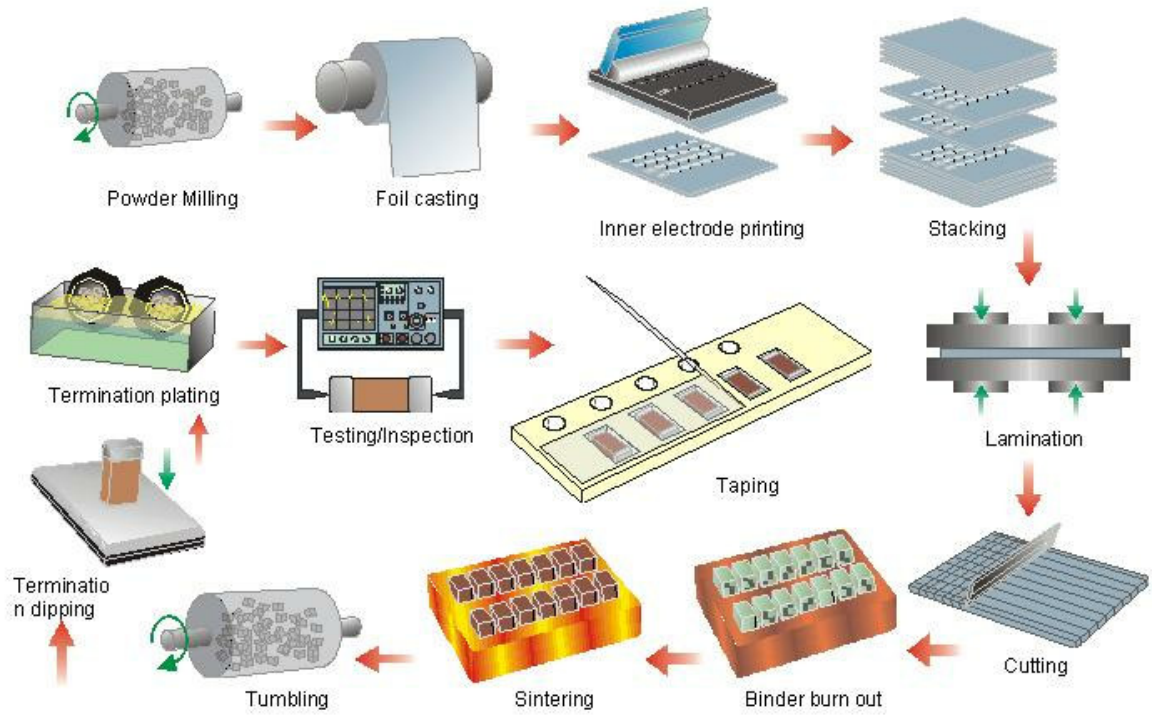 Powder Milling
Foil casting
Inner electrode printing
Stacking
Lamination
Cutting
Binder burn out
Sintering
Tumbling
Terminatio
n dipping
Termination plating
Testing/Inspection
Taping